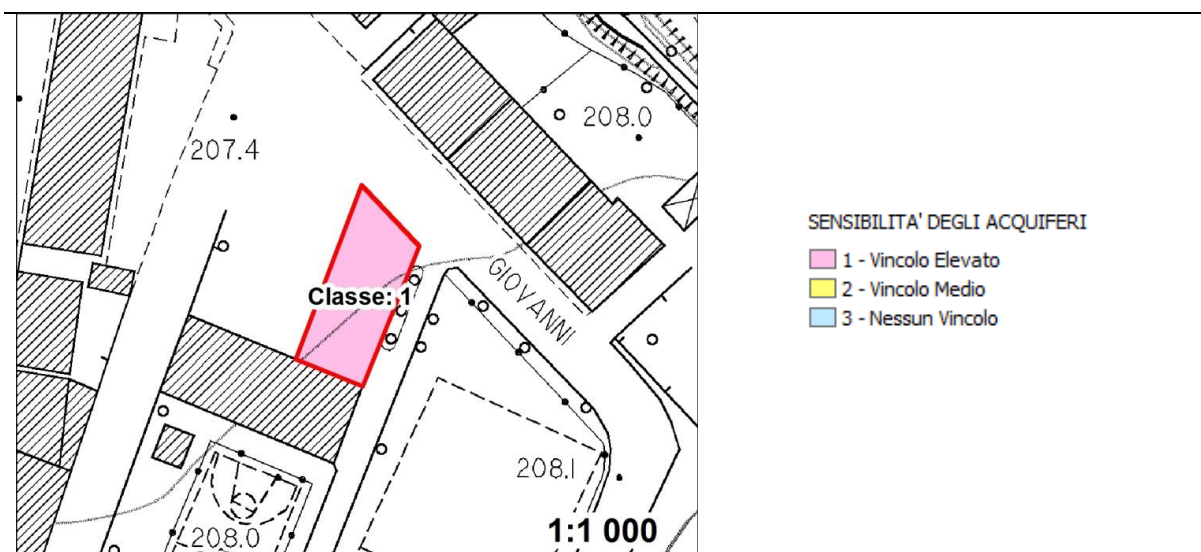 208.0
207.4
GIOVANNI
Classe: 1
208.1
208.0
1:1 000
SENSIBILITA' DEGLI ACQUIFERI
1 - Vincolo Elevato
2 - Vincolo Medio
3 - Nessun Vincolo